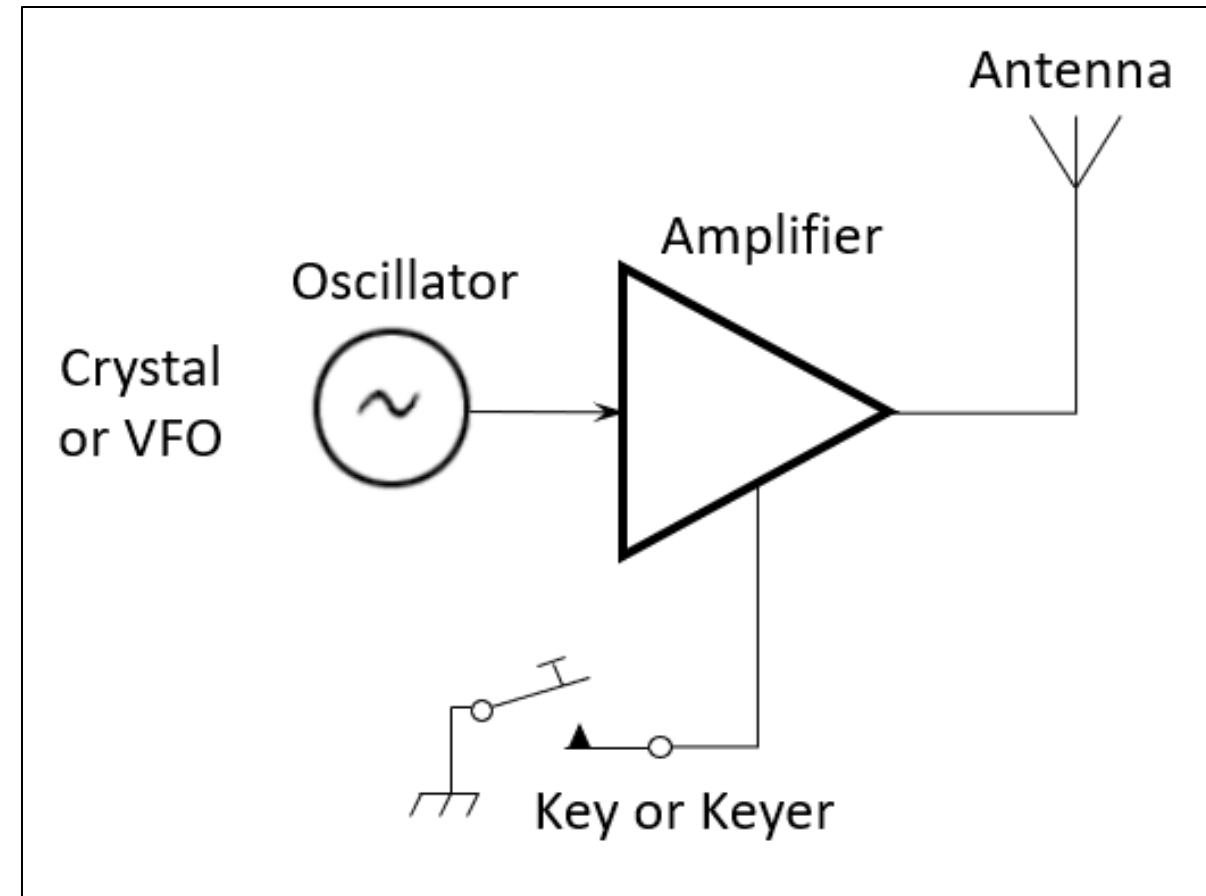 Antenna
Amplifier
Oscillator
Crystal
or VFO
Key or Keyer